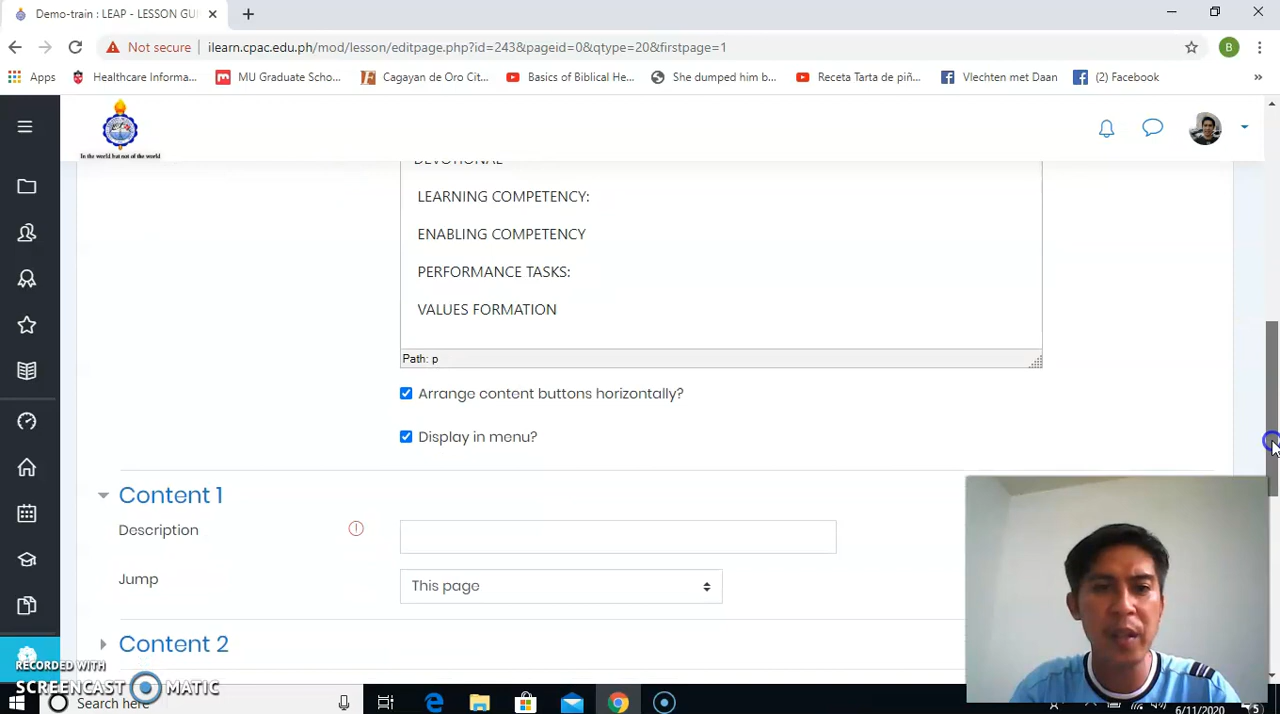 Demo-train : LEAP - LESSON GUI
Not secure
ilearn.cpac.edu.ph/mod/lesson/editpage.php?id=243&pageid=0&qtype=20&firstpage=1
B
Apps
Healthcare Informa...
MU Graduate Scho...
Cagayan de Oro Cit...
Basics of Biblical He...
She dumped him b...
Receta Tarta de piñ...
Vlechten met Daan
(2) Facebook
In the world but not of the world
DEVOTIONAL
LEARNING COMPETENCY:
ENABLING COMPETENCY
PERFORMANCE TASKS:
VALUES FORMATION
Path: p
Arrange content buttons horizontally?
Display in menu?
Content 1
Description
Jump
This page
Content 2
RECORDED WITH
SCREENCAST MATIC
Search here
6/11/2020
5